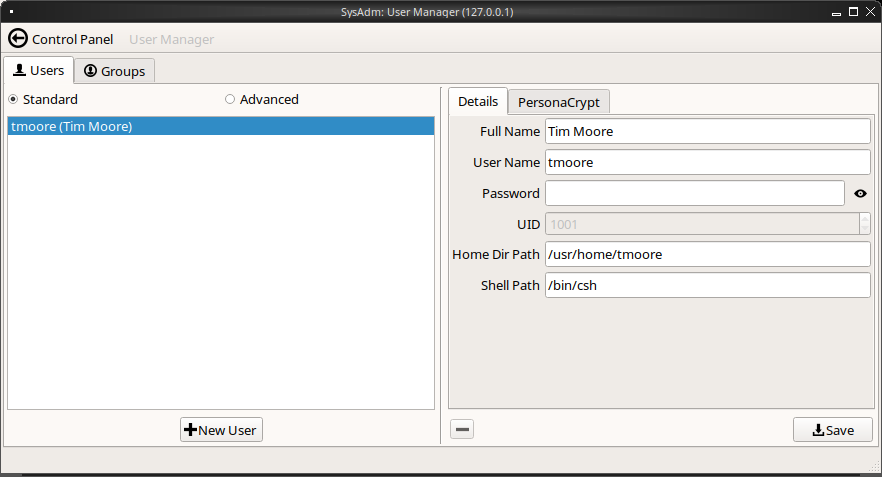 SysAdm: User Manager (127.0.0.1)
Control Panel User Manager
Users Groups
Standard Advanced
tmoore (Tim Moore)
New User
Details PersonaCrypt
Full Name Tim Moore
User Name tmoore
Password
UID 1001
Home Dir Path /usr/home/tmoore
Shell Path /bin/csh
Save